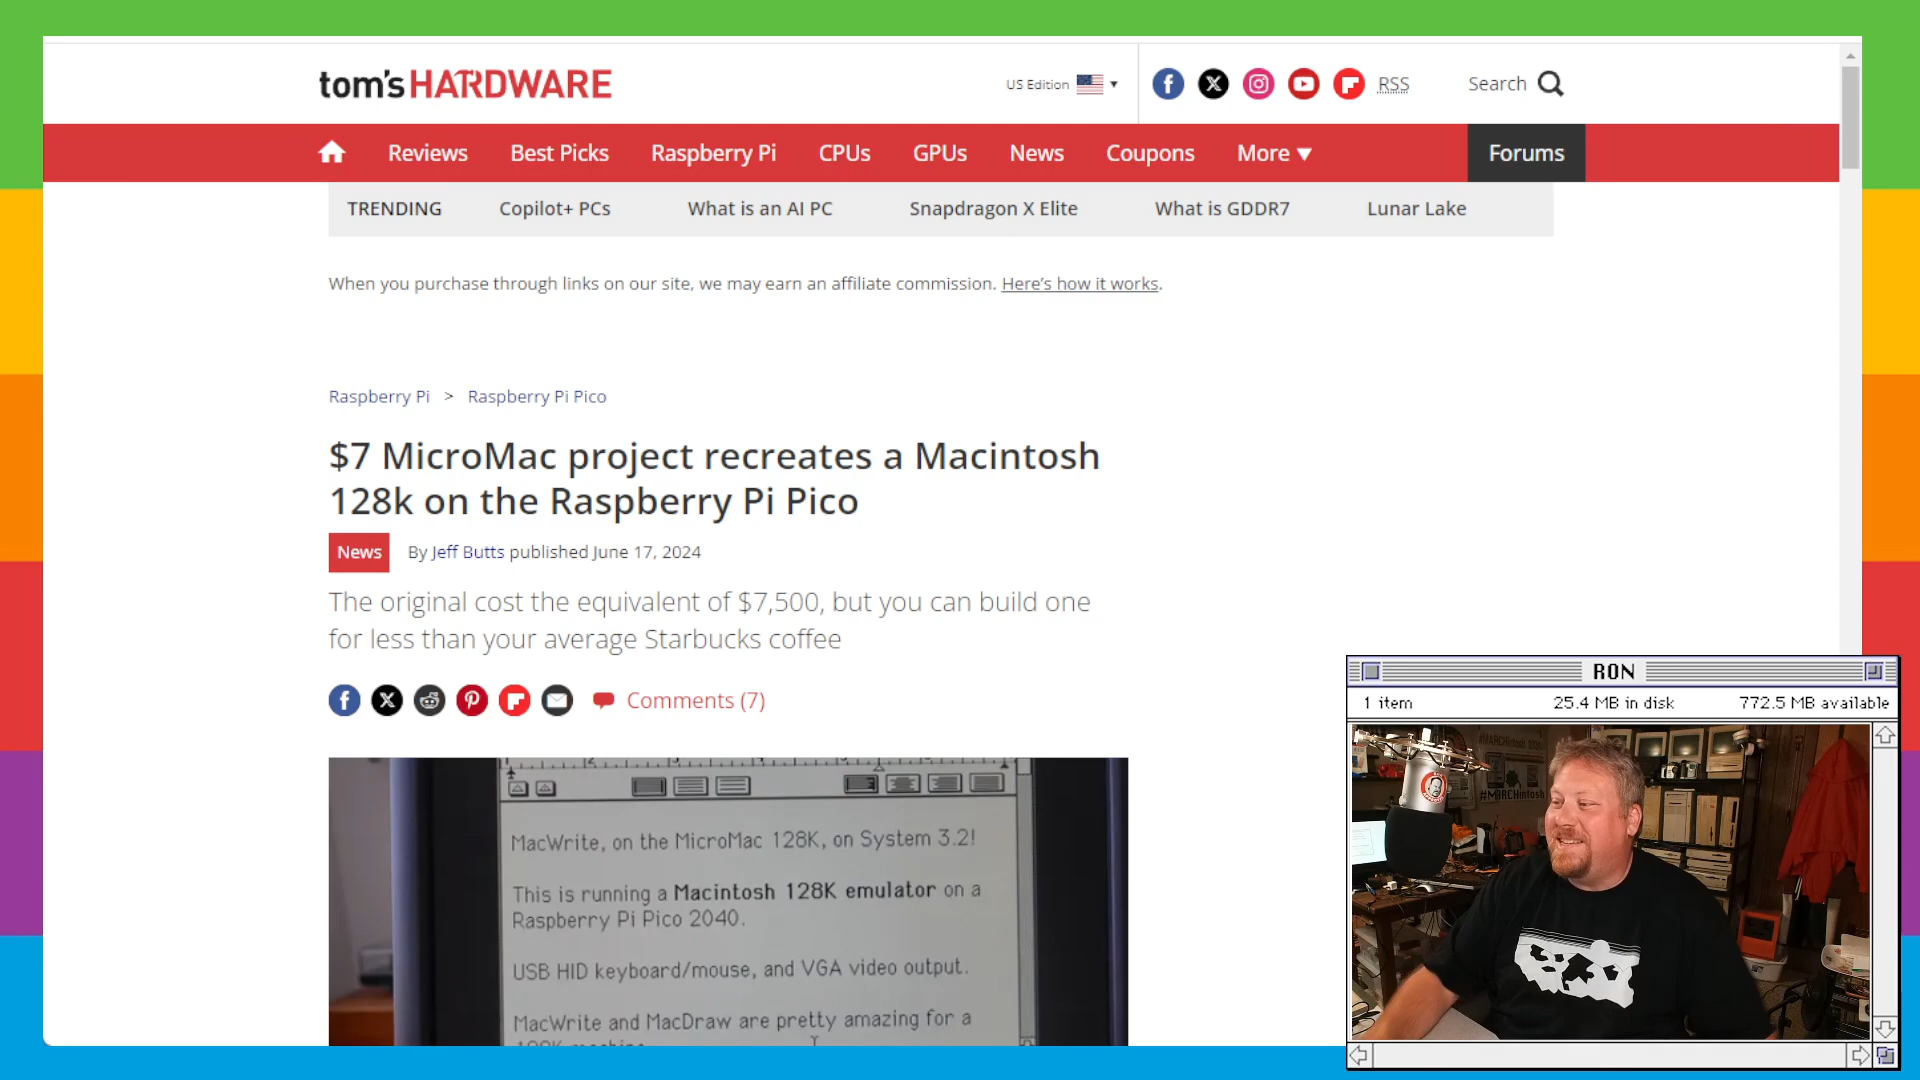 tom's HARDWARE
US Edition
RSS
Search
Reviews
Best Picks
Raspberry Pi
CPUs
GPUs
News
Coupons
More
Forums
TRENDING
Copilot+ PCs
What is an AI PC
Snapdragon X Elite
What is GDDR7
Lunar Lake
When you purchase through links on our site, we may earn an affiliate commission. Here's how it works.
Raspberry Pi > Raspberry Pi Pico
$7 MicroMac project recreates a Macintosh
128k on the Raspberry Pi Pico
News
By Jeff Butts published June 17, 2024
The original cost the equivalent of $7,500, but you can build one
for less than your average Starbucks coffee
Comments (7)
MacWrite, on the MicroMac 128K, on System 3.2!
This is running a Macintosh 128K emulator on a
Raspberry Pi Pico 2040.
USB HID keyboard/mouse, and VGA video output.
MacWrite and MacDraw are pretty amazing for a
RON
1 item
25.4 MB in disk
772.5 MB available
#MARCHintosh